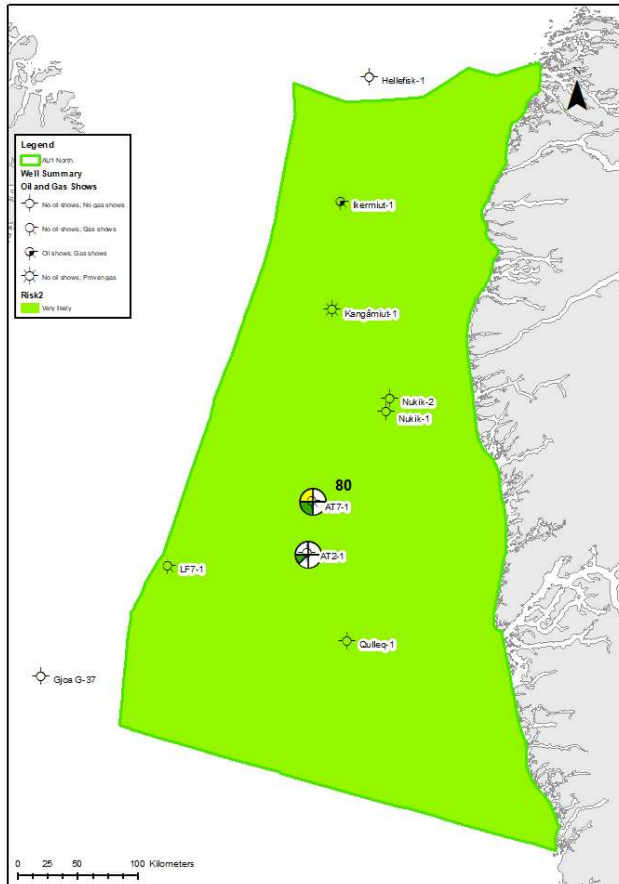 Hellefisk-1
N
Legend
AU1 North
Well Summary
Oil and Gas Shows
No oil shows; No gas shows
No oil shows; Gas shows
Oil shows; Gas shows
No oil shows; Proven gas
Risk2
Very likely
Ikermiut-1
Kangâmiut-1
Nukik-2
Nukik-1
80
AT7-1
AT2-1
LF7-1
Qulleq-1
Gjoa G-37
0 25 50 100 Kilometers